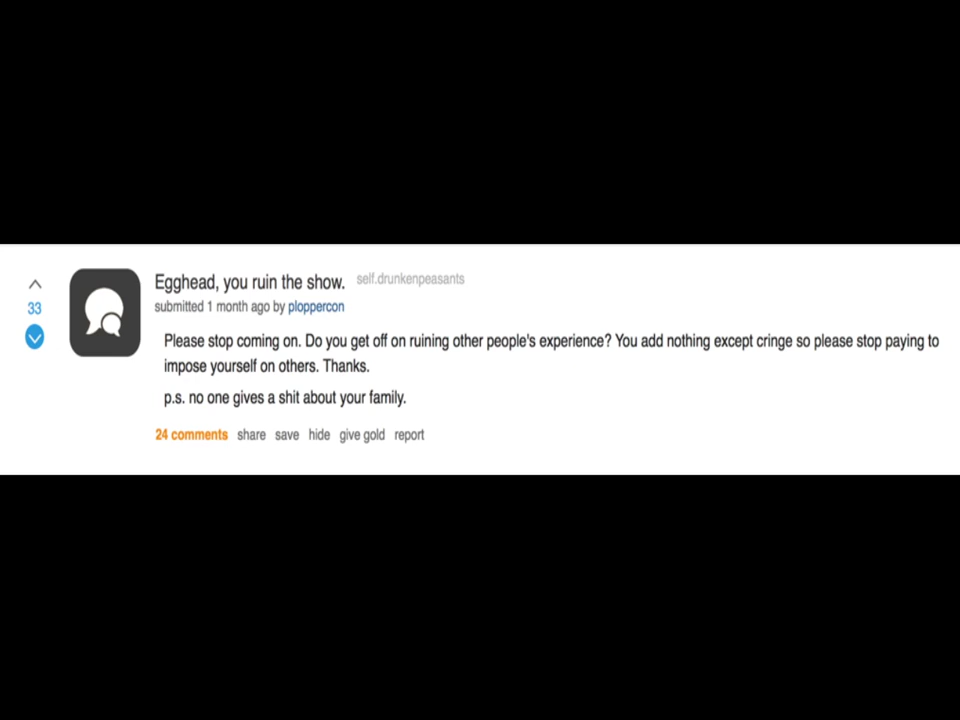 Egghead, you ruin the show. self.drunkenpeasants
33
submitted 1 month ago by ploppercon
Please stop coming on. Do you get off on ruining other people's experience? You add nothing except cringe so please stop paying to
impose yourself on others. Thanks.
p.s. no one gives a shit about your family.
24 comments share save hide give gold report